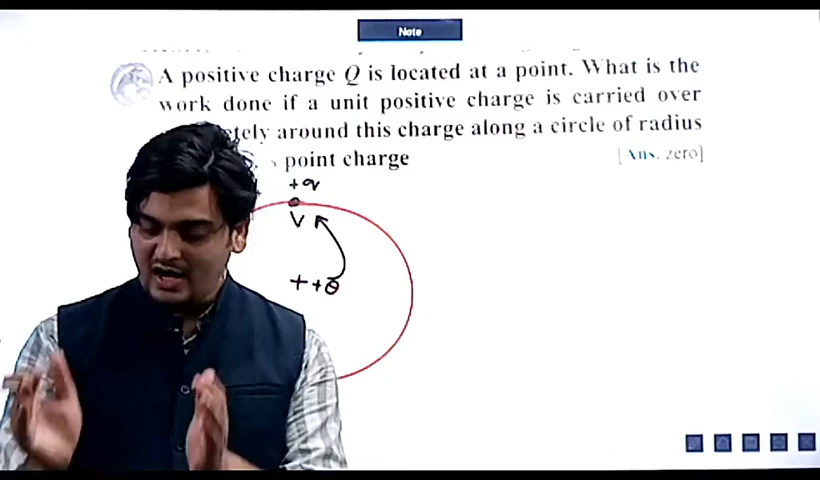 Note
A positive charge Q is located at a point. What is the
work done if a unit positive charge is carried over
around this charge along a circle of radius
point charge [Ans. zero]
+q
V
++Q